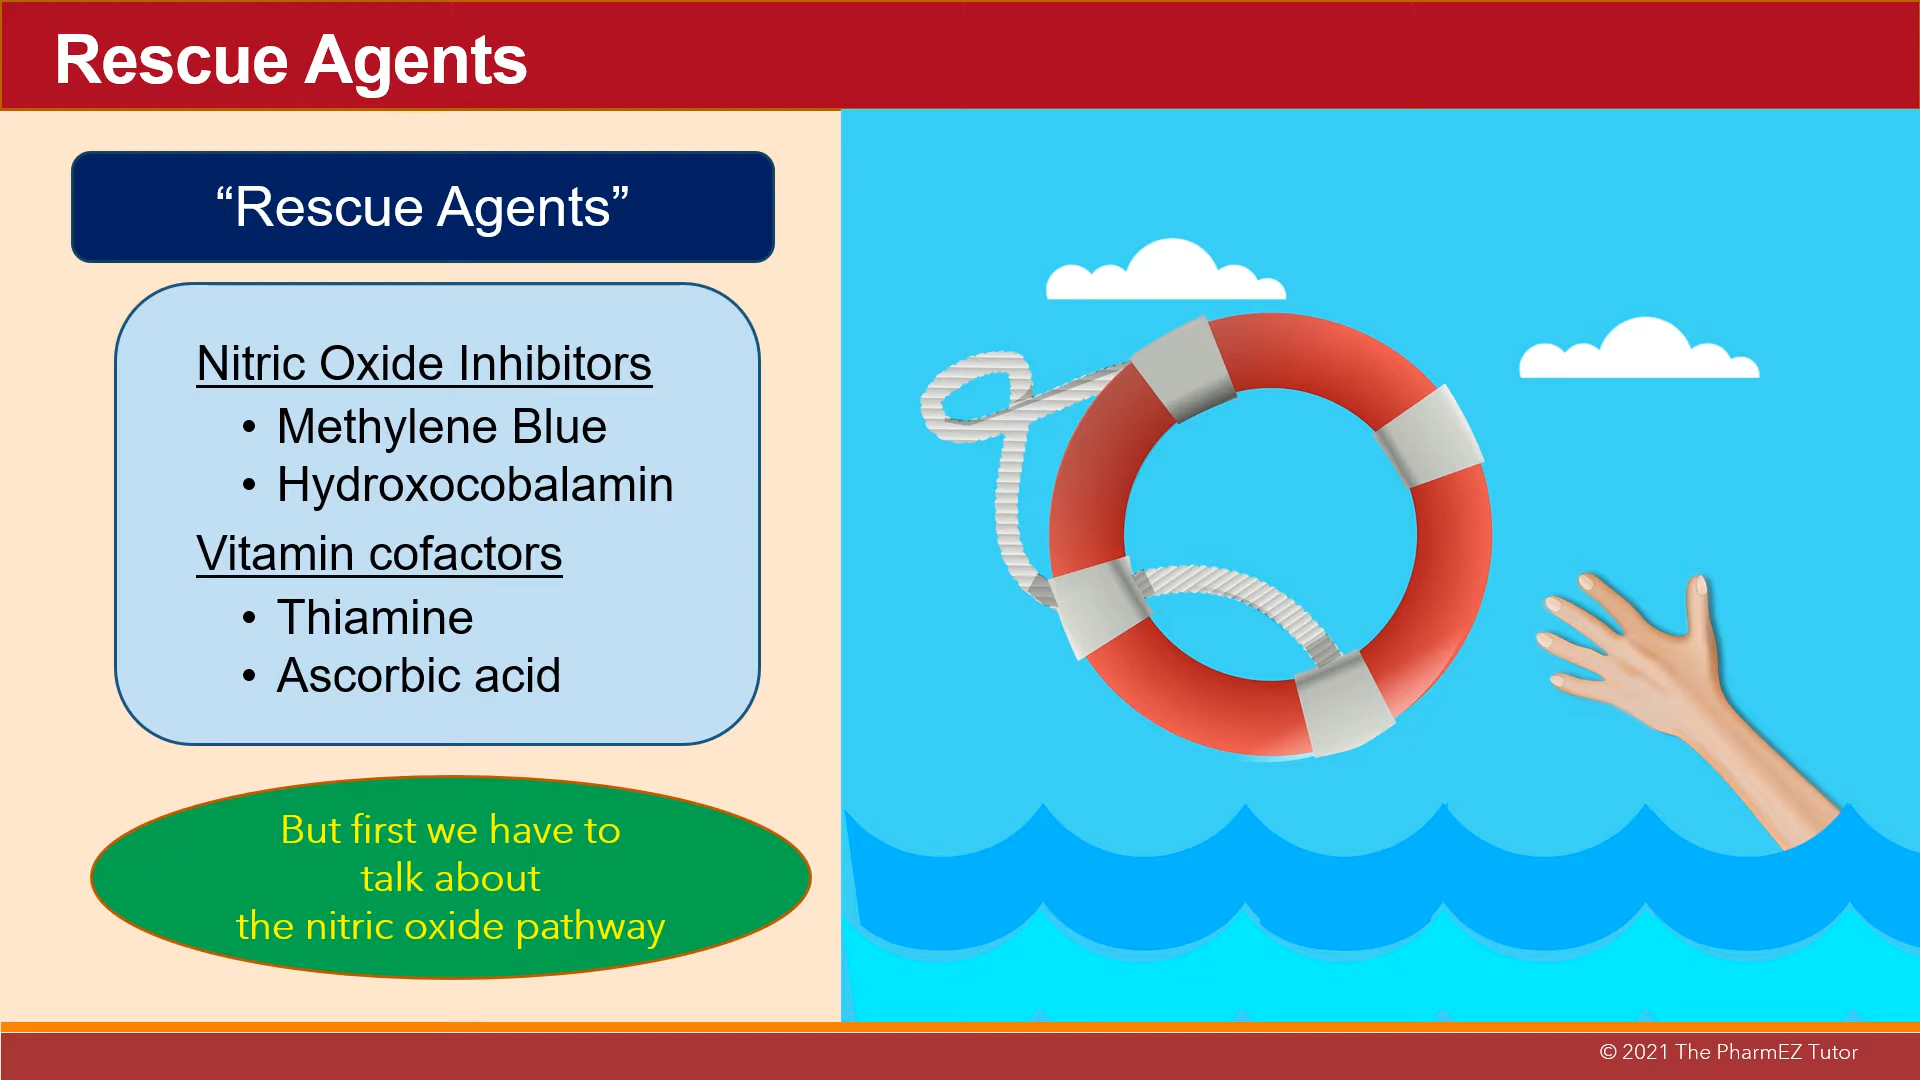 Rescue Agents
“Rescue Agents”
Nitric Oxide Inhibitors
• Methylene Blue
• Hydroxocobalamin
Vitamin cofactors
• Thiamine
• Ascorbic acid
But first we have to
talk about
the nitric oxide pathway
© 2021 The PharmEZ Tutor